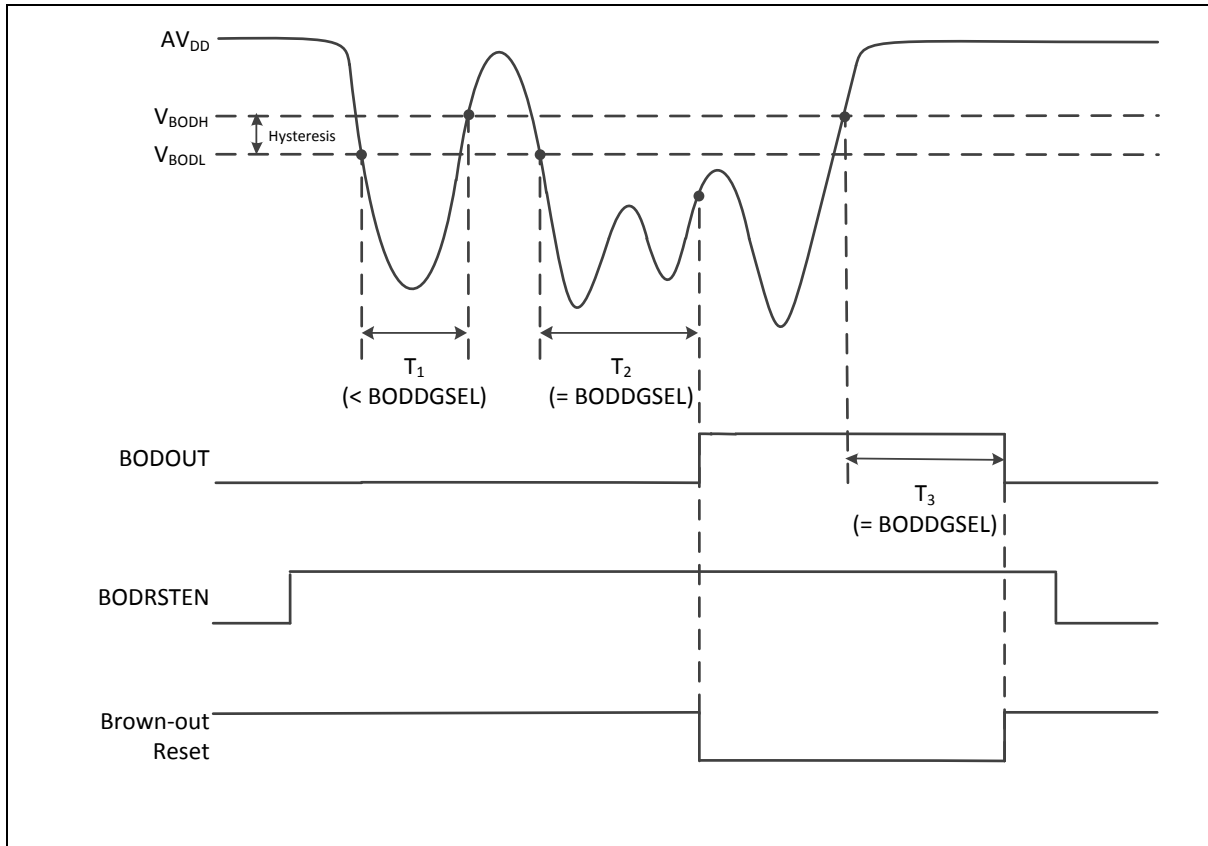 AVDD
VBODH
Hysteresis
VBODL
T1
(< BODDGSEL)
T2
(= BODDGSEL)
BODOUT
T3
(= BODDGSEL)
BODRSTEN
Brown-out
Reset